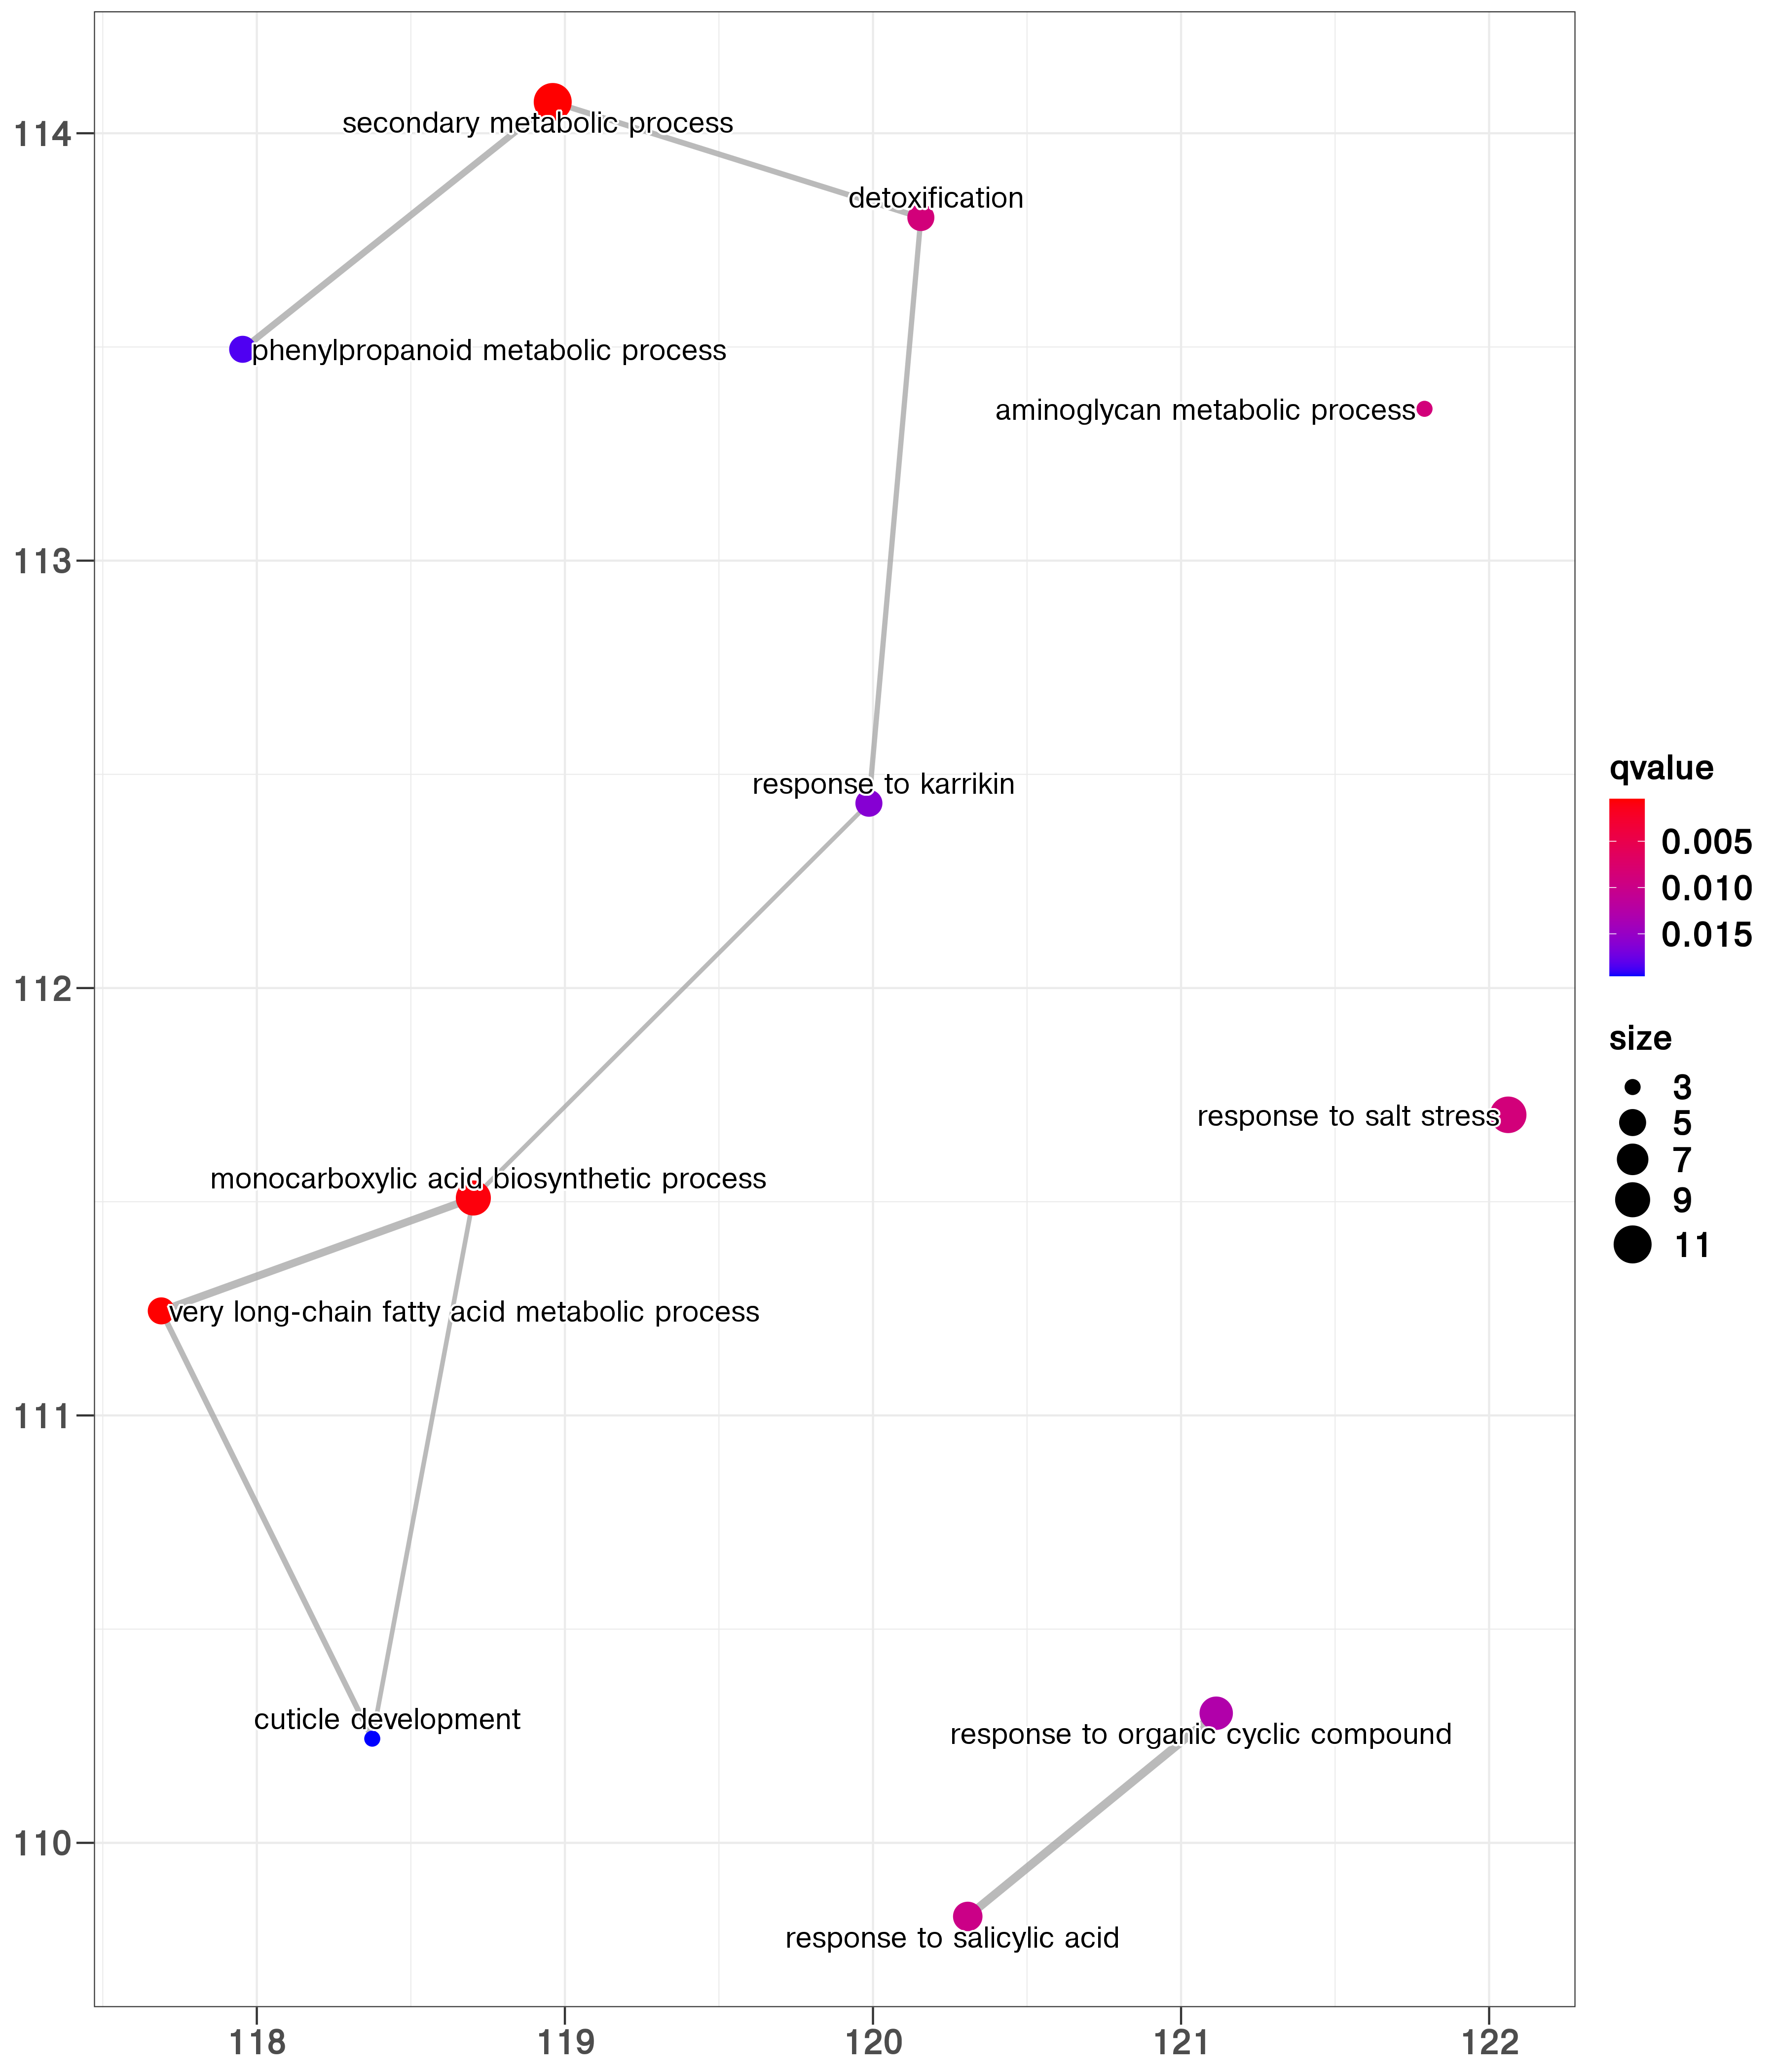 114
113
112
111
110
secondary metabolic process
detoxification
phenylpropanoid metabolic process
aminoglycan metabolic process
response to karrikin
response to salt stress
monocarboxylic acid biosynthetic process
very long-chain fatty acid metabolic process
cuticle development
response to organic cyclic compound
response to salicylic acid
118 119 120 121 122
qvalue
0.005
0.010
0.015
size
3
5
7
9
11